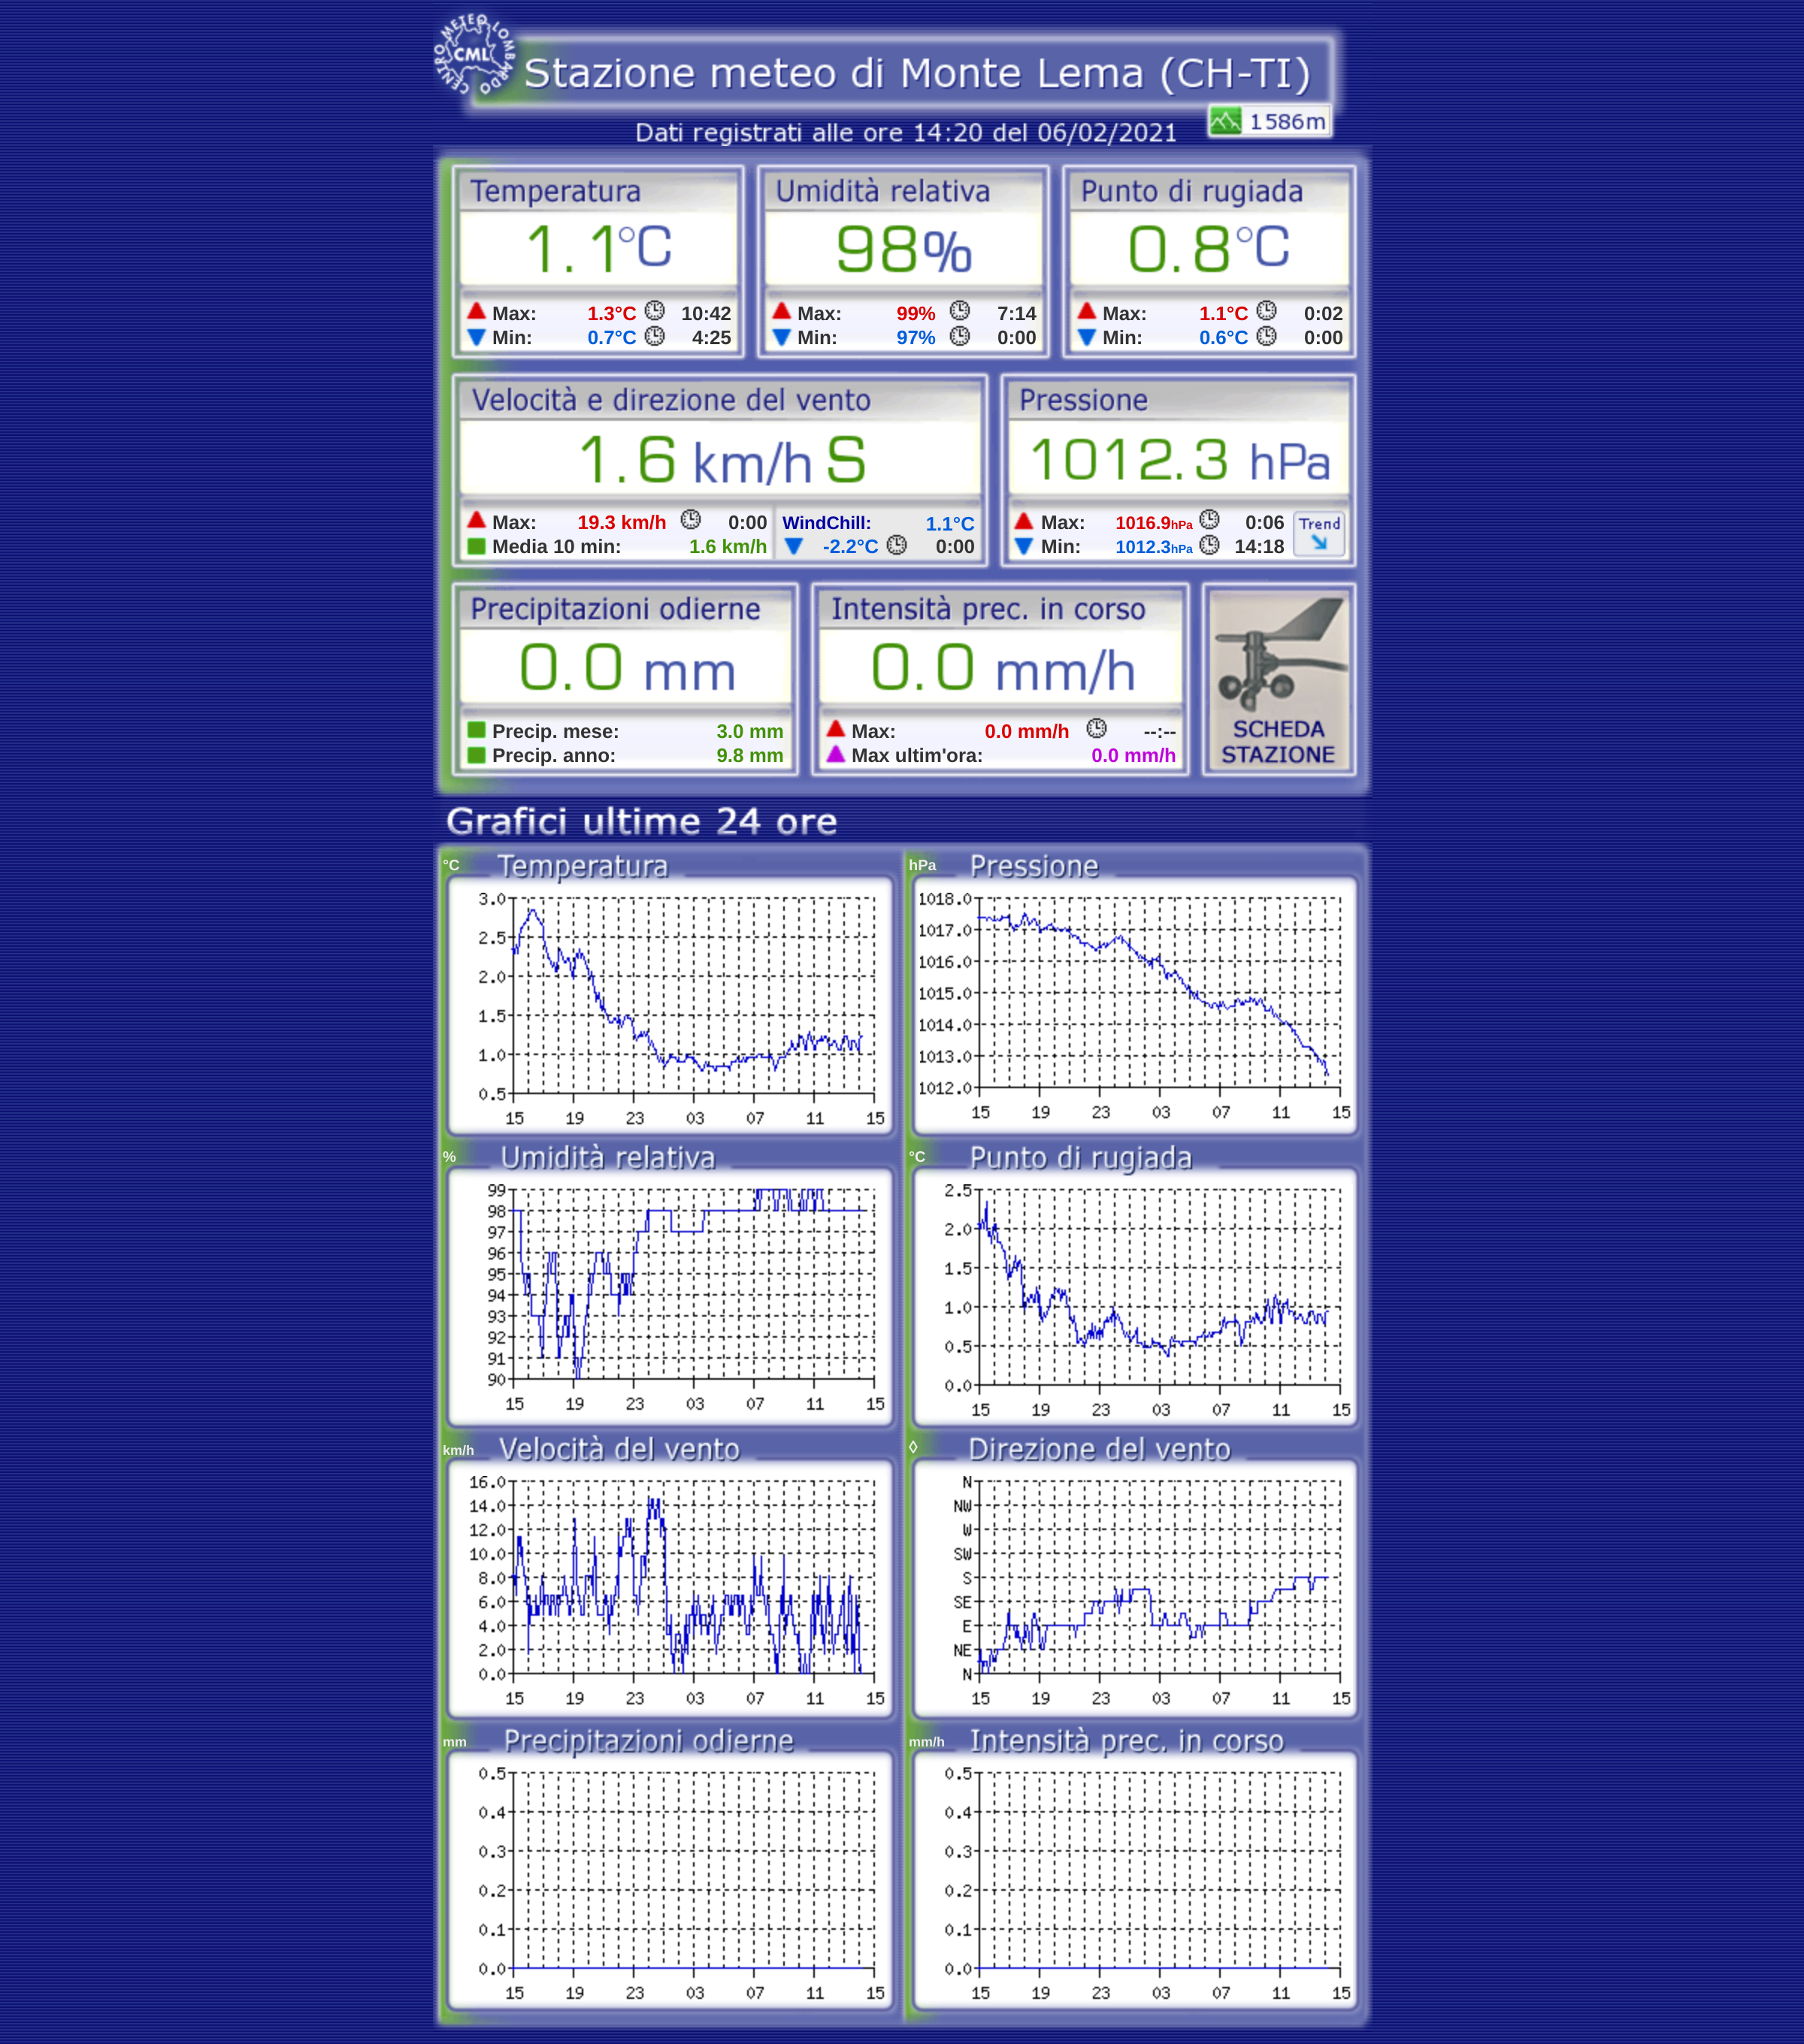 CENTRO METEO LOMBARDO
CML
Stazione meteo di Monte Lema (CH-TI)
Dati registrati alle ore 14:20 del 06/02/2021
1586m
Temperatura Umidità relativa Punto di rugiada
1.1°C 98% 0.8°C
Max: 1.3°C 10:42 Max: 99% 7:14 Max: 1.1°C 0:02
Min: 0.7°C 4:25 Min: 97% 0:00 Min: 0.6°C 0:00
Velocità e direzione del vento Pressione
1.6 km/h S 1012.3 hPa
Max: 19.3 km/h 0:00 WindChill: 1.1°C Max: 1016.9hPa 0:06 Trend
Media 10 min: 1.6 km/h -2.2°C 0:00 Min: 1012.3hPa 14:18
Precipitazioni odierne Intensità prec. in corso
0.0 mm 0.0 mm/h
Precip. mese: 3.0 mm Max: 0.0 mm/h --:-- SCHEDA
Precip. anno: 9.8 mm Max ultim'ora: 0.0 mm/h STAZIONE
Grafici ultime 24 ore
°C Temperatura
3.0
2.5
2.0
1.5
1.0
0.5
15 19 23 03 07 11 15
hPa Pressione
1018.0
1017.0
1016.0
1015.0
1014.0
1013.0
1012.0
15 19 23 03 07 11 15
% Umidità relativa
99
98
97
96
95
94
93
92
91
90
15 19 23 03 07 11 15
°C Punto di rugiada
2.5
2.0
1.5
1.0
0.5
0.0
15 19 23 03 07 11 15
km/h Velocità del vento
16.0
14.0
12.0
10.0
8.0
6.0
4.0
2.0
0.0
15 19 23 03 07 11 15
◊ Direzione del vento
N
NW
W
SW
S
SE
E
NE
N
15 19 23 03 07 11 15
mm Precipitazioni odierne
0.5
0.4
0.3
0.2
0.1
0.0
15 19 23 03 07 11 15
mm/h Intensità prec. in corso
0.5
0.4
0.3
0.2
0.1
0.0
15 19 23 03 07 11 15